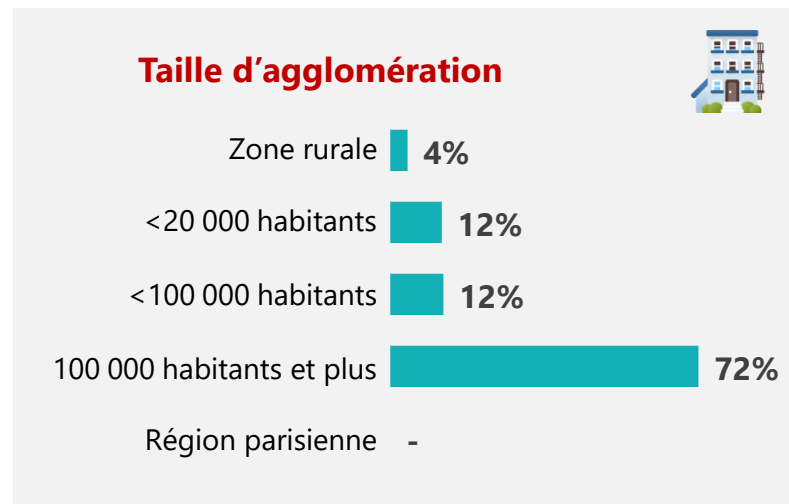 Taille d’agglomération
Zone rurale 4%
<20 000 habitants 12%
<100 000 habitants 12%
100 000 habitants et plus 72%
Région parisienne -